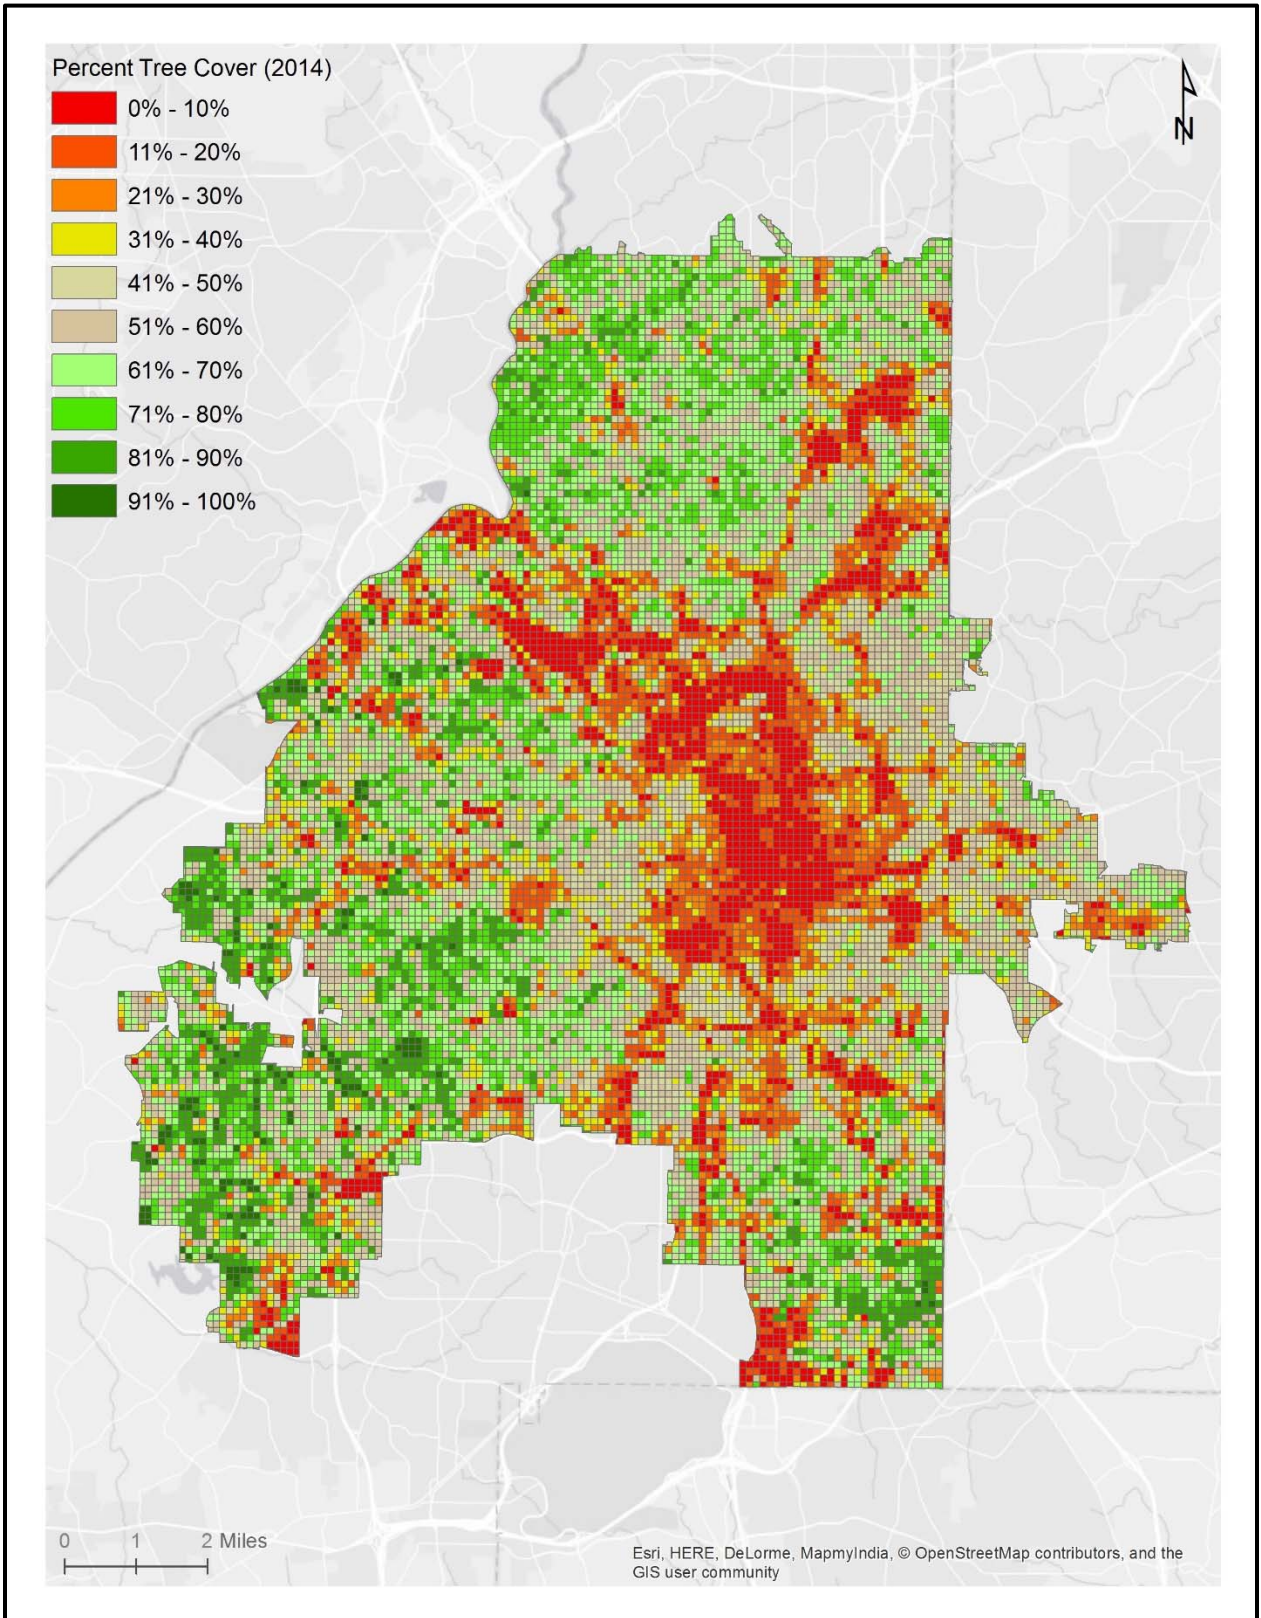 Percent Tree Cover (2014)
0% - 10%
11% - 20%
21% - 30%
31% - 40%
41% - 50%
51% - 60%
61% - 70%
71% - 80%
81% - 90%
91% - 100%
N
0 1 2 Miles
Esri, HERE, DeLorme, MapmyIndia, © OpenStreetMap contributors, and the
GIS user community